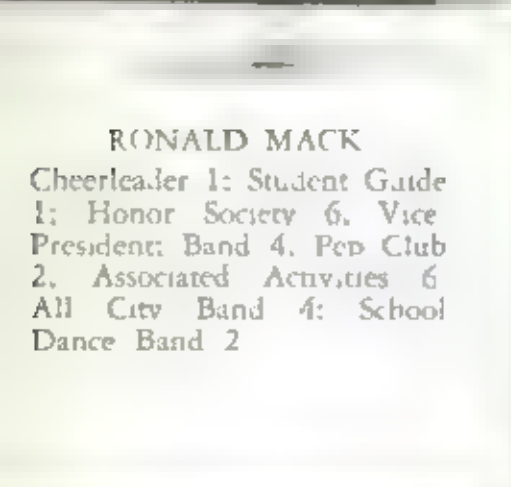 RONALD MACK
Cheerleader 1: Student Guide
1: Honor Society 6, Vice
President: Band 4, Pep Club
2, Associated Activities 6
All City Band 4: School
Dance Band 2